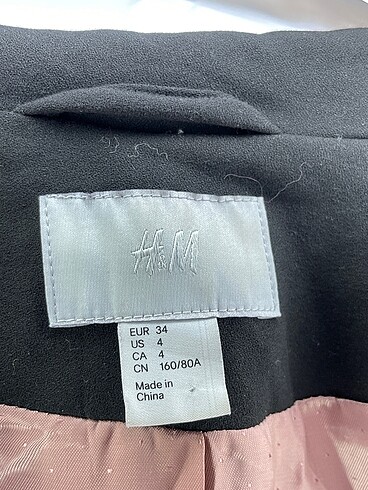 H&M
EUR 34
US 4
CA 4
CN 160/80A
Made in
China